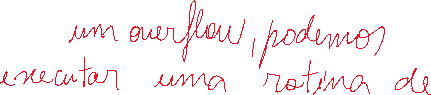 um overflow, podemos
executar uma rotina de